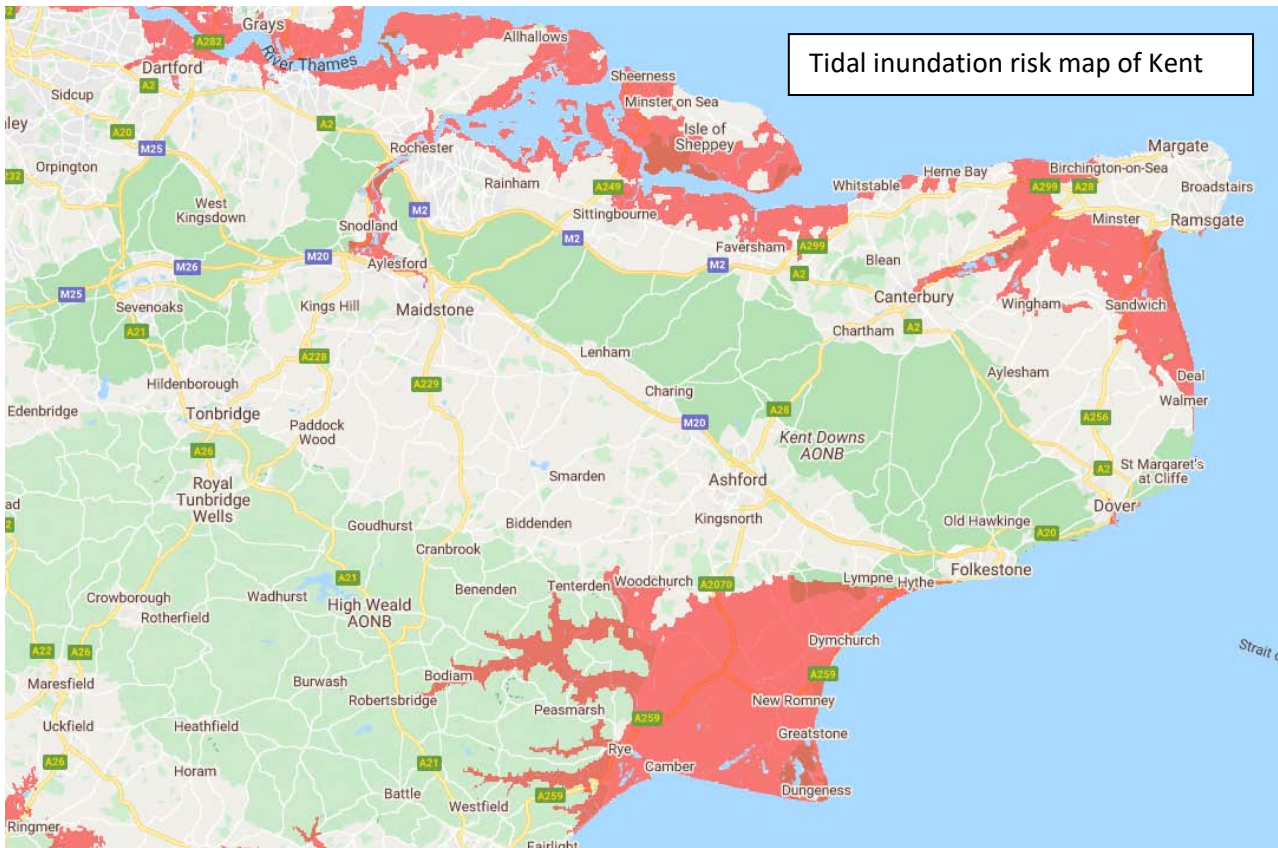 Tidal inundation risk map of Kent
Grays
A282
River Thames
Dartford
A2
Sidcup
A20
M25
Orpington
West
Kingsdown
A2
Allhallows
Sheerness
Minster on Sea
Isle of
Sheppey
Rochester
Rainham
A249
Sittingbourne
M2
Snodland
M20
Aylesford
M26
M25
Sevenoaks
Kings Hill
Maidstone
M2
Faversham
M2
A299
A2
Whitstable
Herne Bay
A299
A28
Birchington-on-Sea
Margate
Broadstairs
Minster
Ramsgate
Blean
Canterbury
Wingham
Sandwich
Chartham
A2
A21
A228
Lenham
Hildenborough
A229
Charing
Aylesham
Deal
Walmer
Edenbridge
Tonbridge
Paddock
Wood
M20
A28
A256
A26
Kent Downs
AONB
A2
St Margaret's
at Cliffe
Royal
Tunbridge
Wells
Smarden
Ashford
Dover
Goudhurst
Biddenden
Kingsnorth
Old Hawkinge
A20
Cranbrook
Folkestone
A21
Benenden
Tenterden
Woodchurch
A2070
Lympne
Hythe
Crowborough
Wadhurst
High Weald
AONB
Rotherfield
Dymchurch
A22
A26
Strait
Maresfield
Burwash
Bodiam
A259
Robertsbridge
New Romney
Peasmarsh
A259
Uckfield
Heathfield
Greatstone
Rye
A26
A21
Camber
Horam
Battle
A259
Dungeness
Westfield
Ringmer
Fairlight